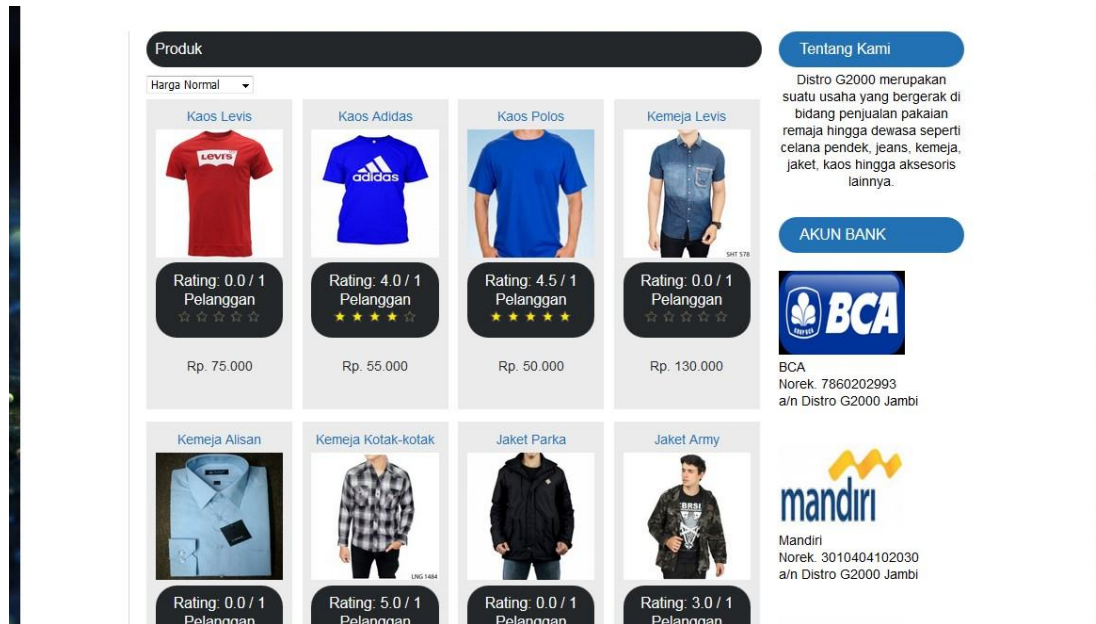 Produk
Harga Normal
Kaos Levis
Kaos Adidas
Kaos Polos
Kemeja Levis
LEVI'S
adidas
SHT 578
Rating: 0.0 / 1
Pelanggan
Rating: 4.0 / 1
Pelanggan
Rating: 4.5 / 1
Pelanggan
Rating: 0.0 / 1
Pelanggan
Rp. 75.000
Rp. 55.000
Rp. 50.000
Rp. 130.000
Kemeja Alisan
Kemeja Kotak-kotak
Jaket Parka
Jaket Army
LNG 1484
Rating: 0.0 / 1
Pelanggan
Rating: 5.0 / 1
Pelanggan
Rating: 0.0 / 1
Pelanggan
Rating: 3.0 / 1
Pelanggan
Tentang Kami
Distro G2000 merupakan
suatu usaha yang bergerak di
bidang penjualan pakaian
remaja hingga dewasa seperti
celana pendek, jeans, kemeja,
jaket, kaos hingga aksesoris
lainnya.
AKUN BANK
BCA
BCA
Norek. 7860202993
a/n Distro G2000 Jambi
mandiri
Mandiri
Norek. 3010404102030
a/n Distro G2000 Jambi